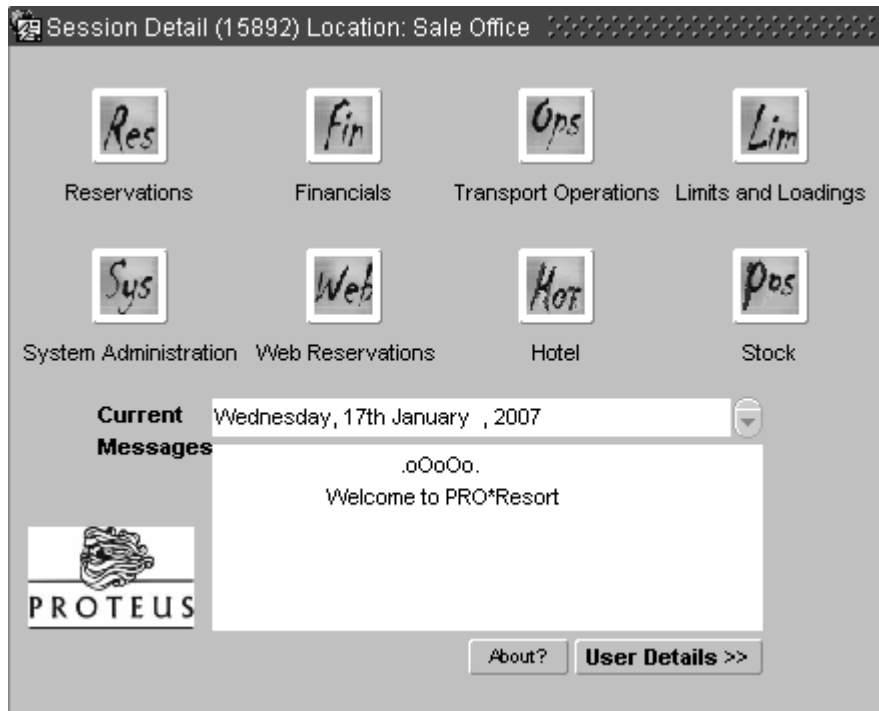 Session Detail (15892) Location: Sale Office
Res Fin Ops Lim
Reservations Financials Transport Operations Limits and Loadings
Sys Web Hot Pos
System Administration Web Reservations Hotel Stock
Current Wednesday, 17th January , 2007
Messages
.oOoOo.
Welcome to PRO*Resort
PROTEUS
About? User Details >>